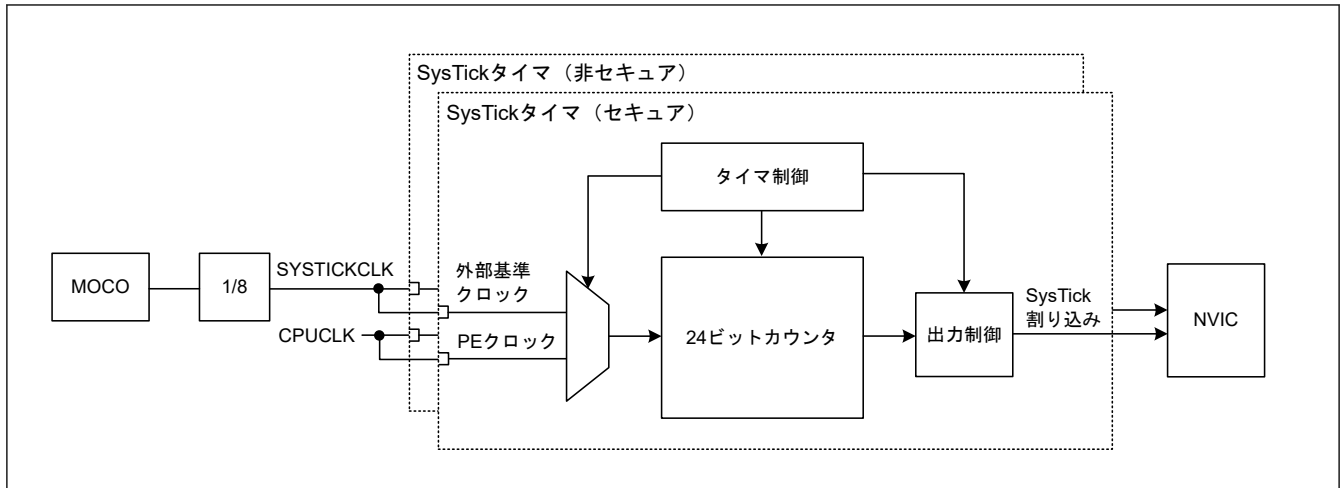 SysTickタイマ（非セキュア）
SysTickタイマ（セキュア）
タイマ制御
MOCO
1/8
SYSTICKCLK
外部基準
クロック
CPUCLK
PEクロック
24ビットカウンタ
出力制御
SysTick
割り込み
NVIC